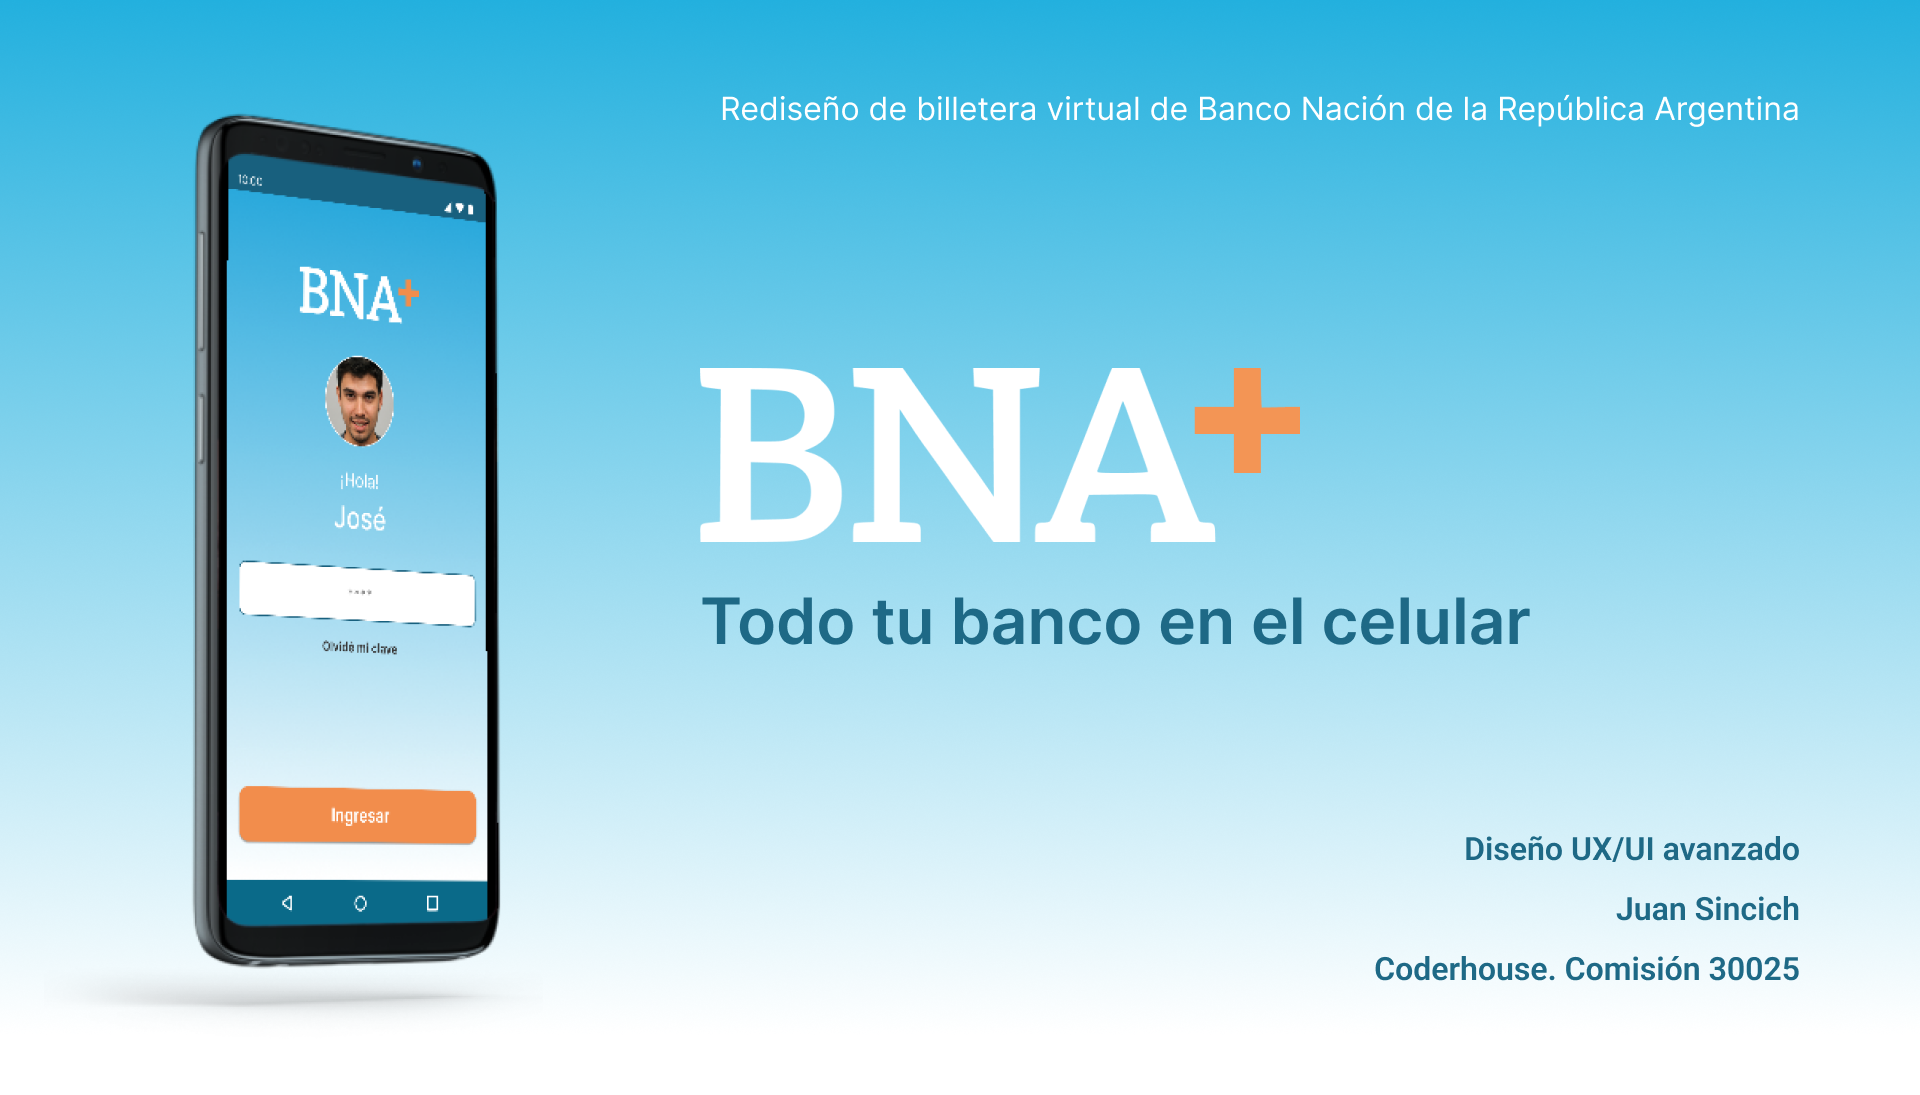 Rediseño de billetera virtual de Banco Nación de la República Argentina
10:00
BNA+
¡Hola!
José
Olvidé mi clave
Ingresar
BNA+
Todo tu banco en el celular
Diseño UX/UI avanzado
Juan Sincich
Coderhouse. Comisión 30025